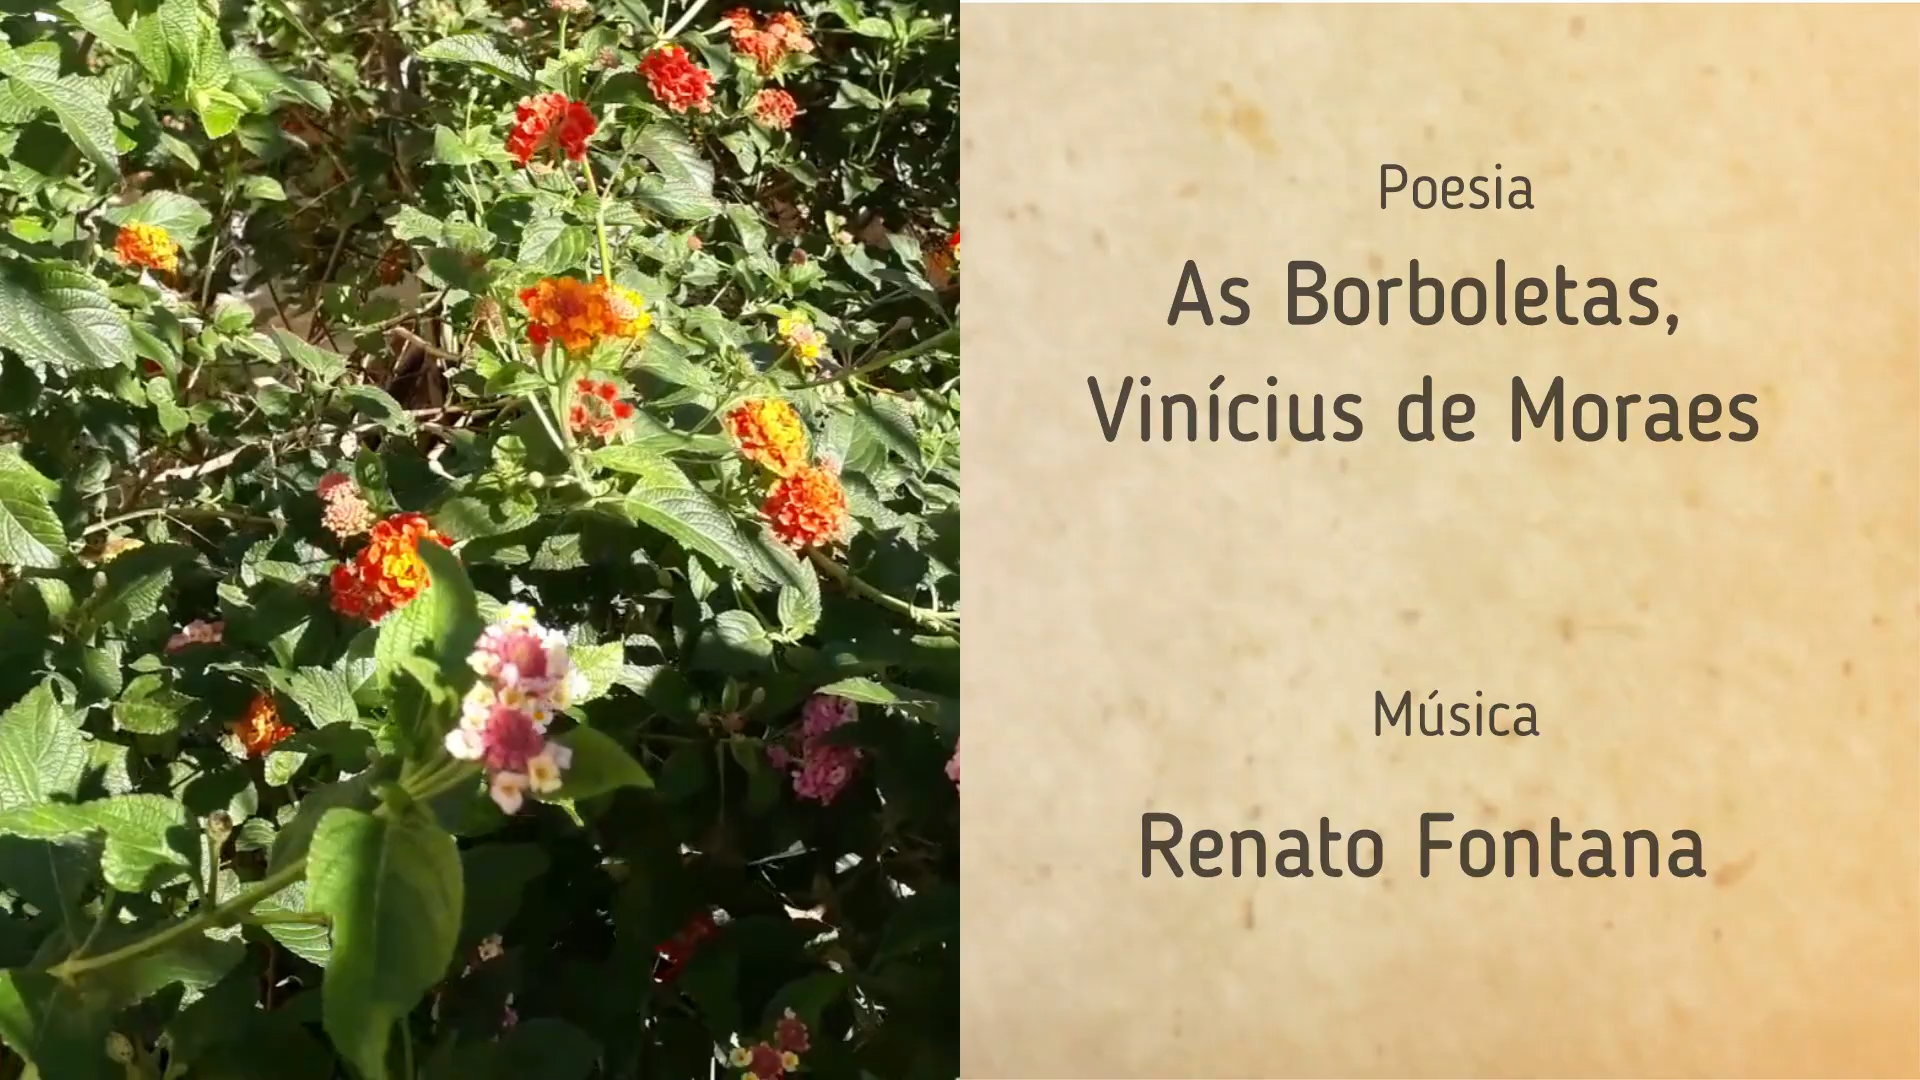 Poesia
As Borboletas,
Vinícius de Moraes
Música
Renato Fontana